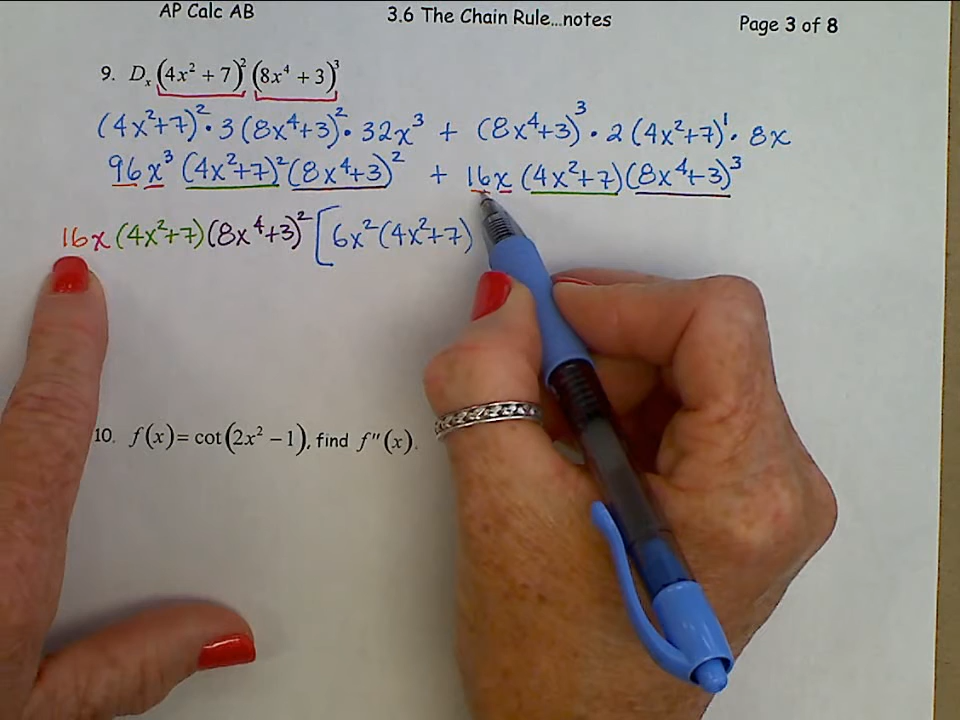 AP Calc AB 3.6 The Chain Rule...notes Page 3 of 8
9. Dₓ (4x² + 7)² (8x⁴ + 3)³
(4x²+7)² · 3(8x⁴+3)² · 32x³ + (8x⁴+3)³ · 2(4x²+7)¹ · 8x
96x³ (4x²+7)² (8x⁴+3)² + 16x (4x²+7)(8x⁴+3)³
16x(4x²+7)(8x⁴+3)² [6x²(4x²+7)
10. f(x) = cot(2x² − 1), find f″(x).